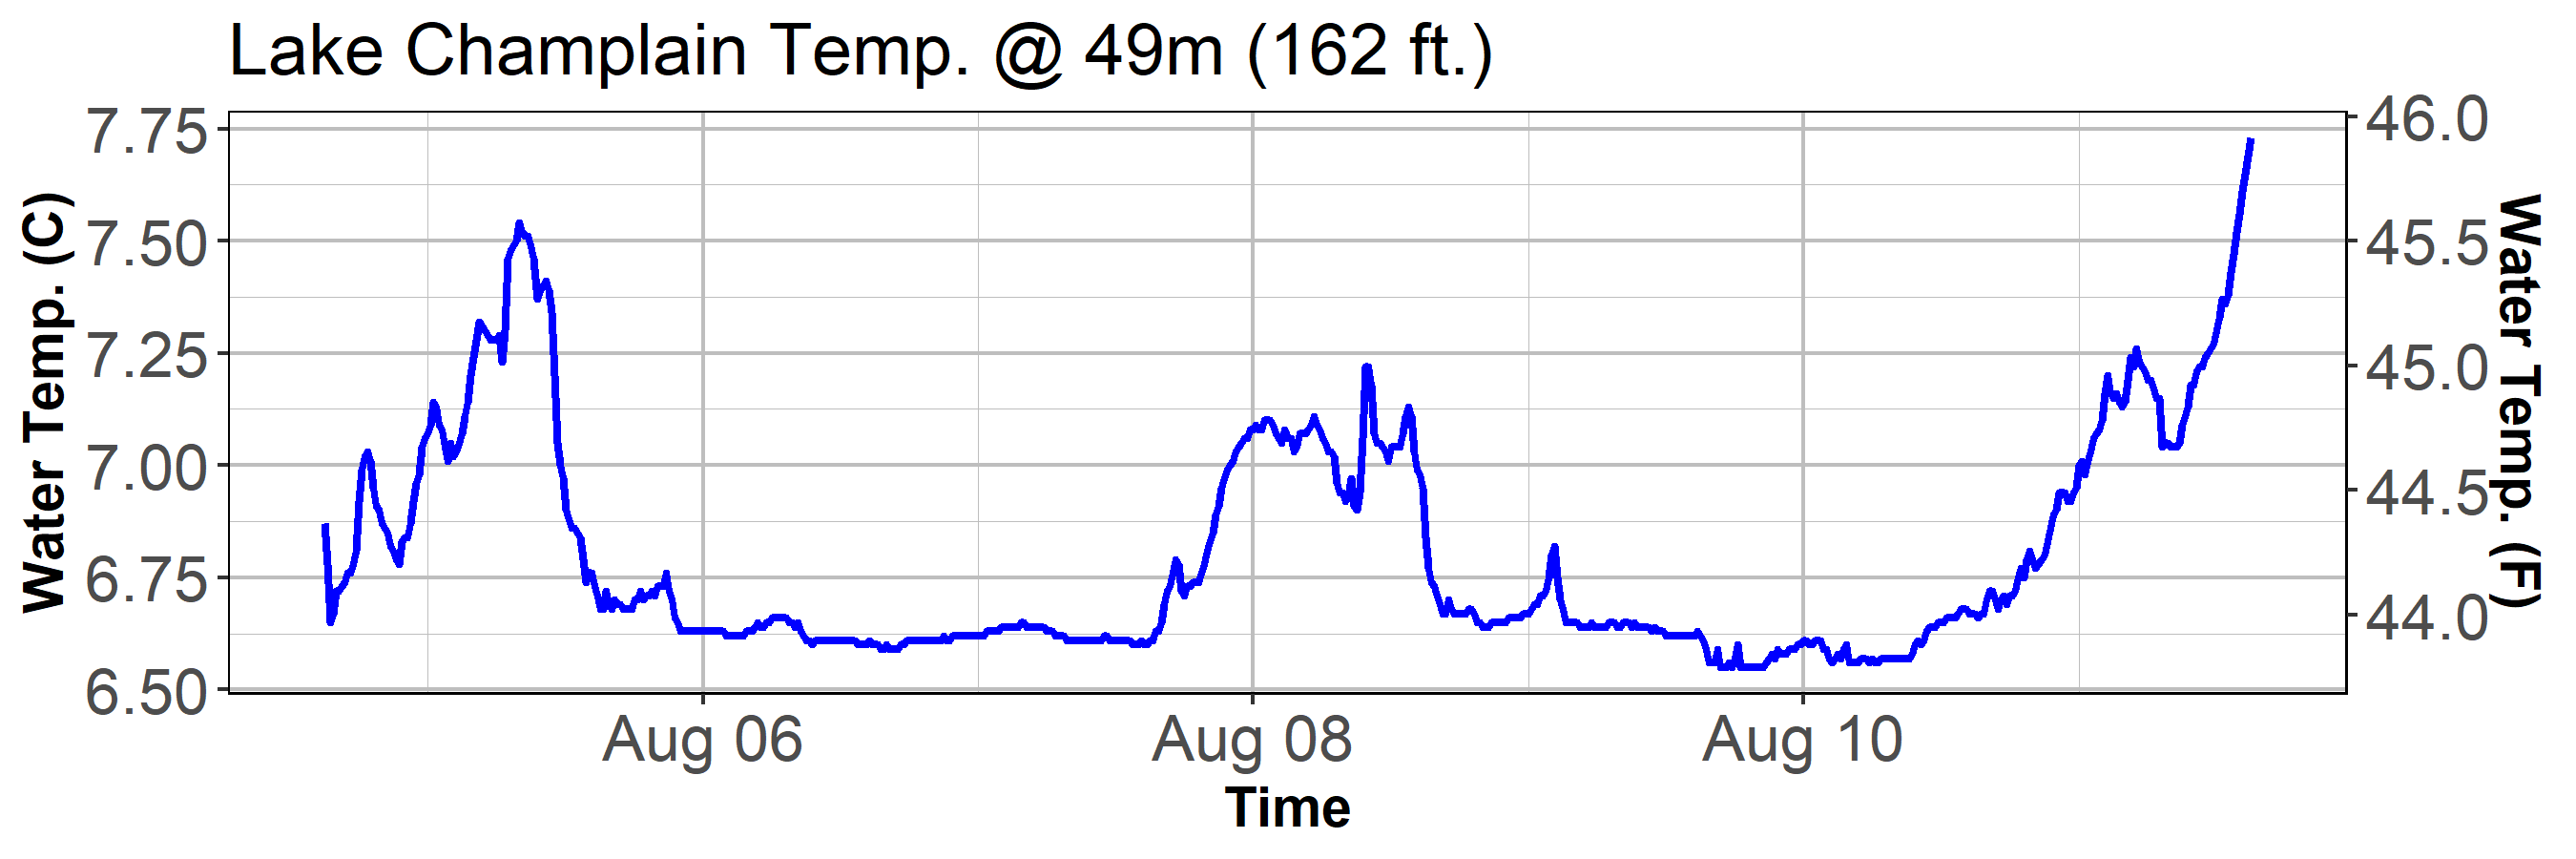 Lake Champlain Temp. @ 49m (162 ft.)
Water Temp. (C)
7.75
7.50
7.25
7.00
6.75
6.50
46.0
45.5
45.0
44.5
44.0
Water Temp. (F)
Aug 06 Aug 08 Aug 10
Time